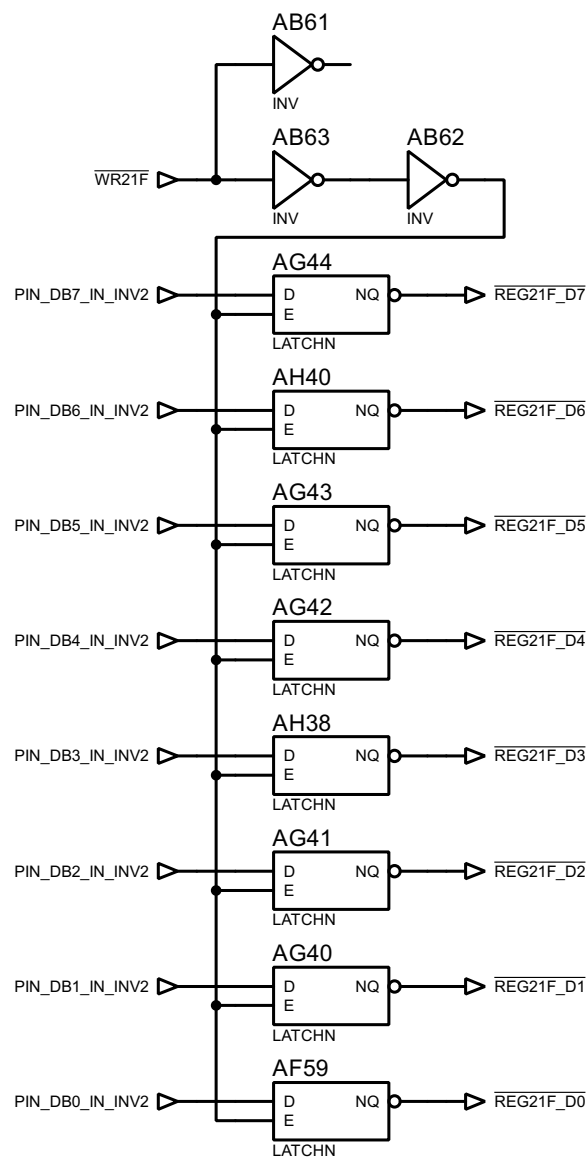 AB61
INV
AB63
AB62
WR21F
INV
INV
AG44
PIN_DB7_IN_INV2
D
NQ
REG21F_D7
E
LATCHN
AH40
PIN_DB6_IN_INV2
D
NQ
REG21F_D6
E
LATCHN
AG43
PIN_DB5_IN_INV2
D
NQ
REG21F_D5
E
LATCHN
AG42
PIN_DB4_IN_INV2
D
NQ
REG21F_D4
E
LATCHN
AH38
PIN_DB3_IN_INV2
D
NQ
REG21F_D3
E
LATCHN
AG41
PIN_DB2_IN_INV2
D
NQ
REG21F_D2
E
LATCHN
AG40
PIN_DB1_IN_INV2
D
NQ
REG21F_D1
E
LATCHN
AF59
PIN_DB0_IN_INV2
D
NQ
REG21F_D0
E
LATCHN